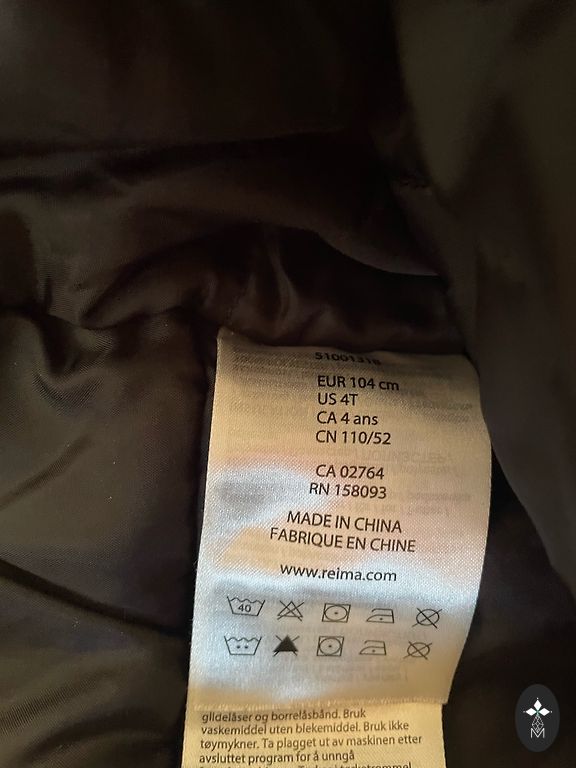 51001318
EUR 104 cm
US 4T
CA 4 ans
CN 110/52
CA 02764
RN 158093
MADE IN CHINA
FABRIQUE EN CHINE
www.reima.com
40
glidelåser og borrelåsbånd. Bruk
vaskemiddel uten blekemiddel. Bruk ikke
tøymykner. Ta plagget ut av maskinen etter
avsluttet program for å unngå
M